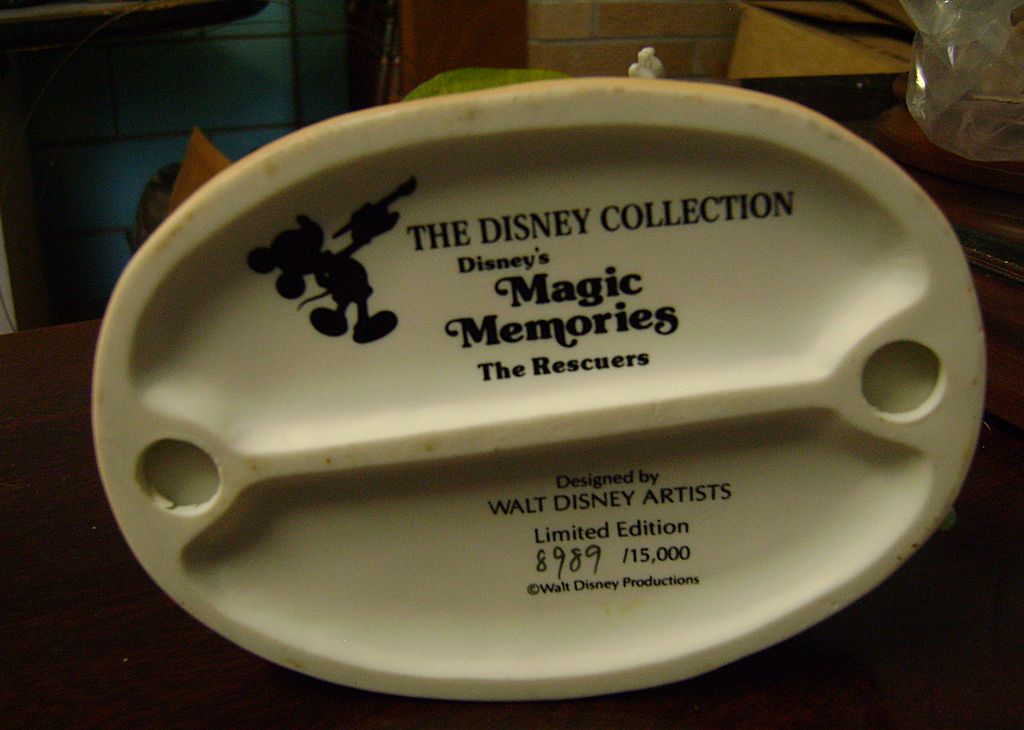 THE DISNEY COLLECTION
Disney's
Magic
Memories
The Rescuers
Designed by
WALT DISNEY ARTISTS
Limited Edition
8989 /15,000
©Walt Disney Productions